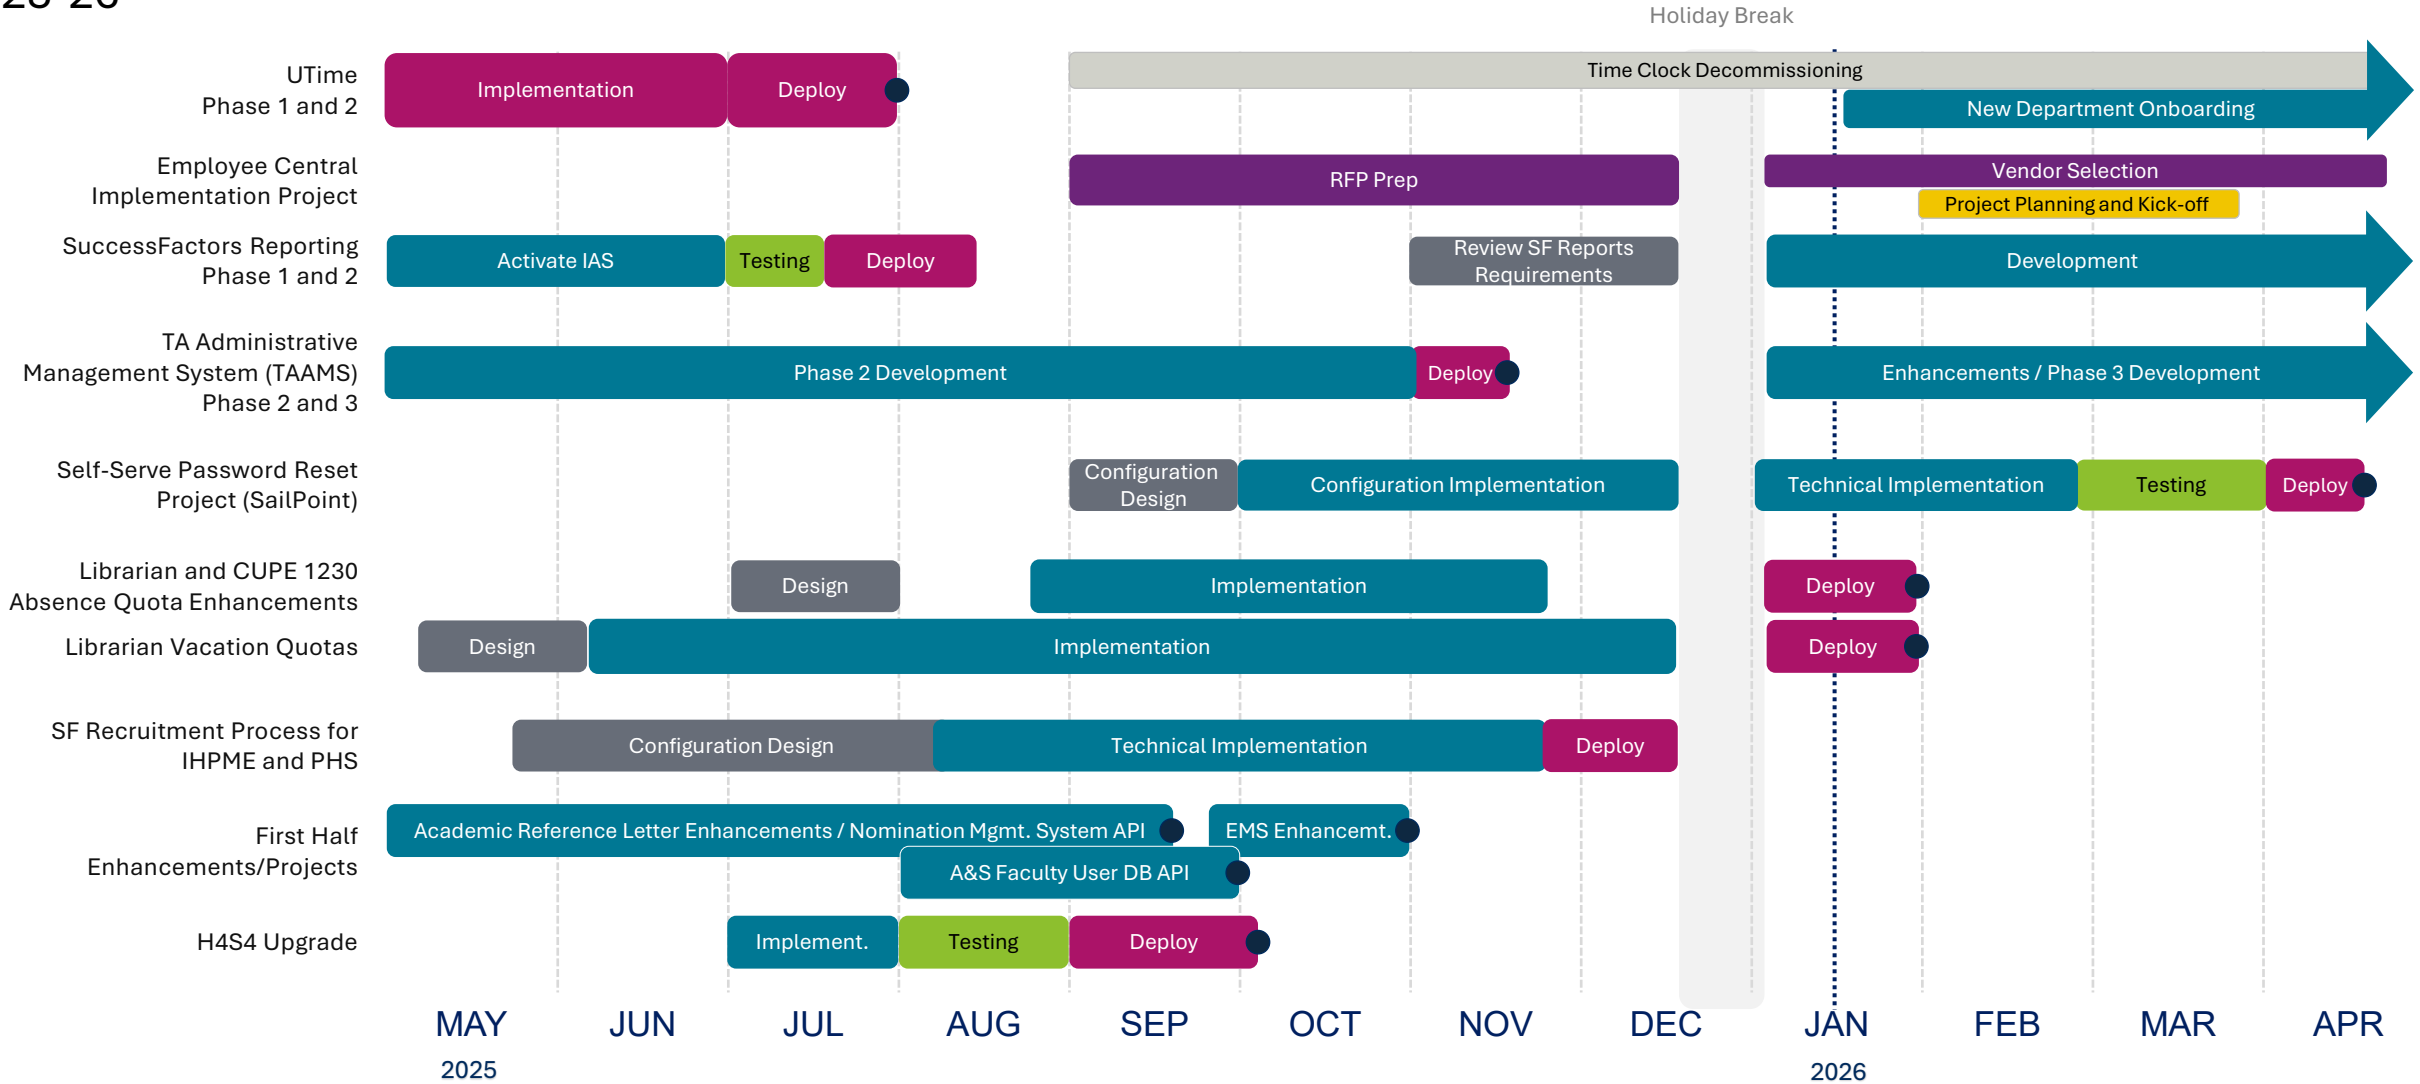 Holiday Break
UTime
Phase 1 and 2
Implementation
Deploy
Time Clock Decommissioning
New Department Onboarding
Employee Central
Implementation Project
RFP Prep
Vendor Selection
Project Planning and Kick-off
SuccessFactors Reporting
Phase 1 and 2
Activate IAS
Testing
Deploy
Review SF Reports
Requirements
Development
TA Administrative
Management System (TAAMS)
Phase 2 and 3
Phase 2 Development
Deploy
Enhancements / Phase 3 Development
Self-Serve Password Reset
Project (SailPoint)
Configuration
Design
Configuration Implementation
Technical Implementation
Testing
Deploy
Librarian and CUPE 1230
Absence Quota Enhancements
Design
Implementation
Deploy
Librarian Vacation Quotas
Design
Implementation
Deploy
SF Recruitment Process for
IHPME and PHS
Configuration Design
Technical Implementation
Deploy
First Half
Enhancements/Projects
Academic Reference Letter Enhancements / Nomination Mgmt. System API
EMS Enhancemt.
A&S Faculty User DB API
H4S4 Upgrade
Implement.
Testing
Deploy
MAY JUN JUL AUG SEP OCT NOV DEC JAN FEB MAR APR
2025 2026